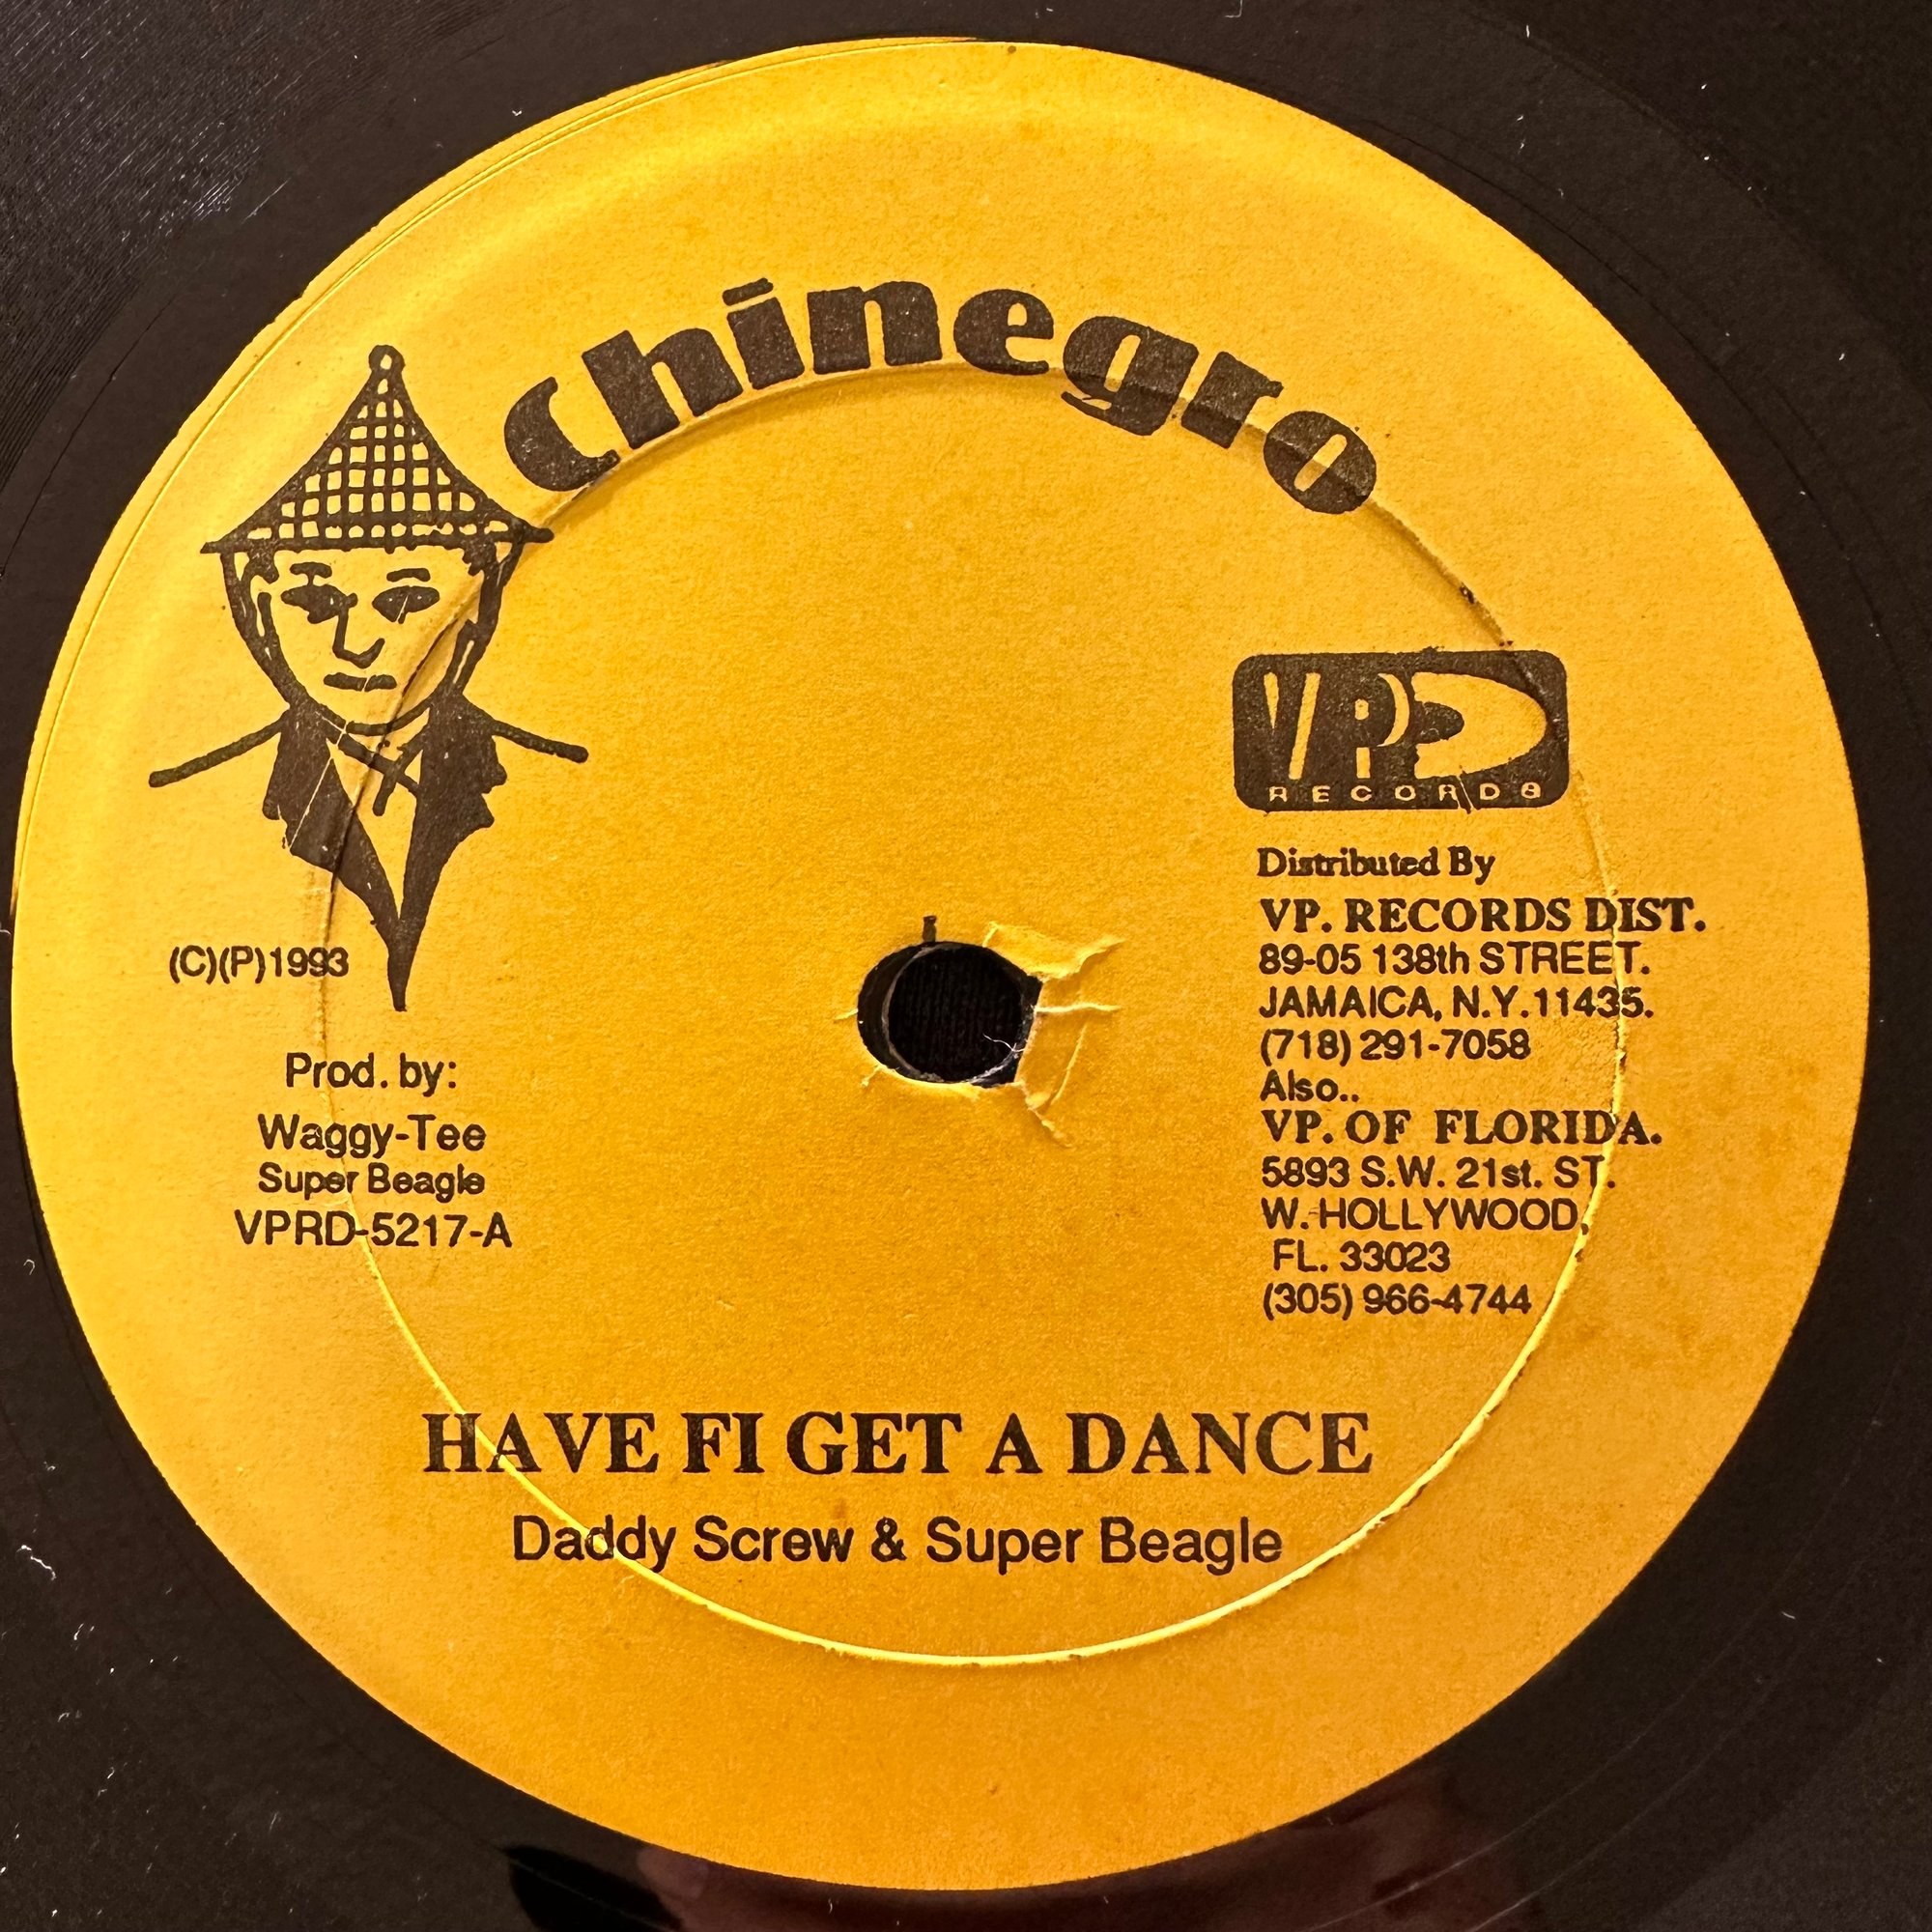 Chinegro
VP
RECORDS
(C)(P)1993
Prod. by:
Waggy-Tee
Super Beagle
VPRD-5217-A
Distributed By
VP. RECORDS DIST.
89-05 138th STREET.
JAMAICA, N.Y.11435.
(718) 291-7058
Also..
VP. OF FLORIDA.
5893 S.W. 21st. ST.
W. HOLLYWOOD,
FL. 33023
(305) 966-4744
HAVE FI GET A DANCE
Daddy Screw & Super Beagle